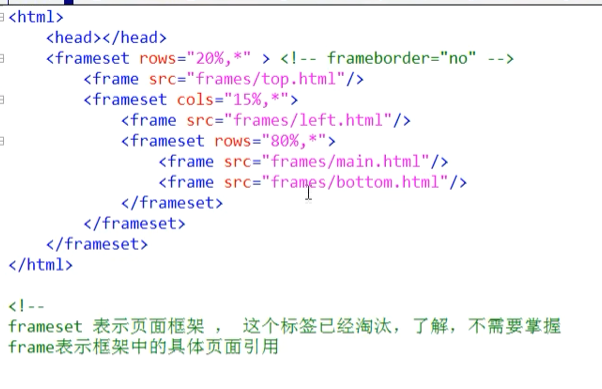 <html>
    <head></head>
    <frameset rows="20%,*" > <!-- frameborder="no" -->
        <frame src="frames/top.html"/>
        <frameset cols="15%,*">
            <frame src="frames/left.html"/>
            <frameset rows="80%,*">
                <frame src="frames/main.html"/>
                <frame src="frames/bottom.html"/>
            </frameset>
        </frameset>
    </frameset>
</html>

<!--
frameset 表示页面框架 ， 这个标签已经淘汰，了解，不需要掌握
frame表示框架中的具体页面引用